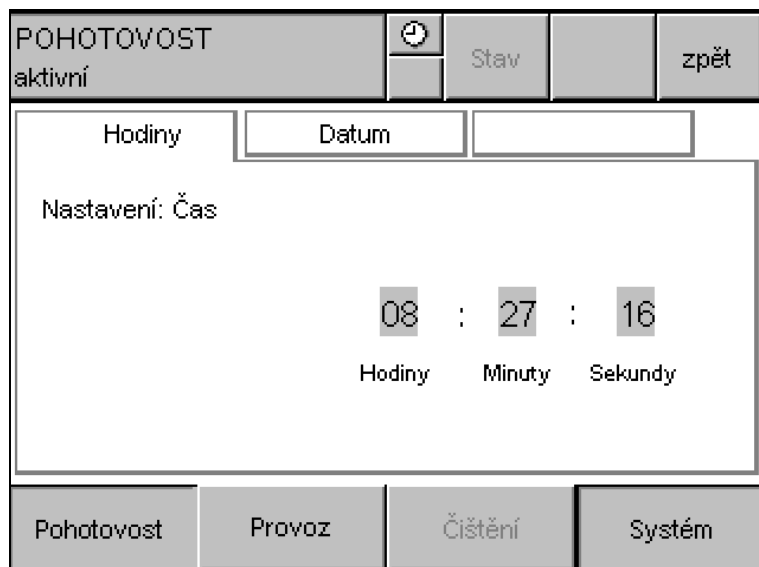 POHOTOVOST
aktivní
Stav
zpět
Hodiny
Datum
Nastavení: Čas
08 : 27 : 16
Hodiny Minuty Sekundy
Pohotovost
Provoz
Čištění
Systém